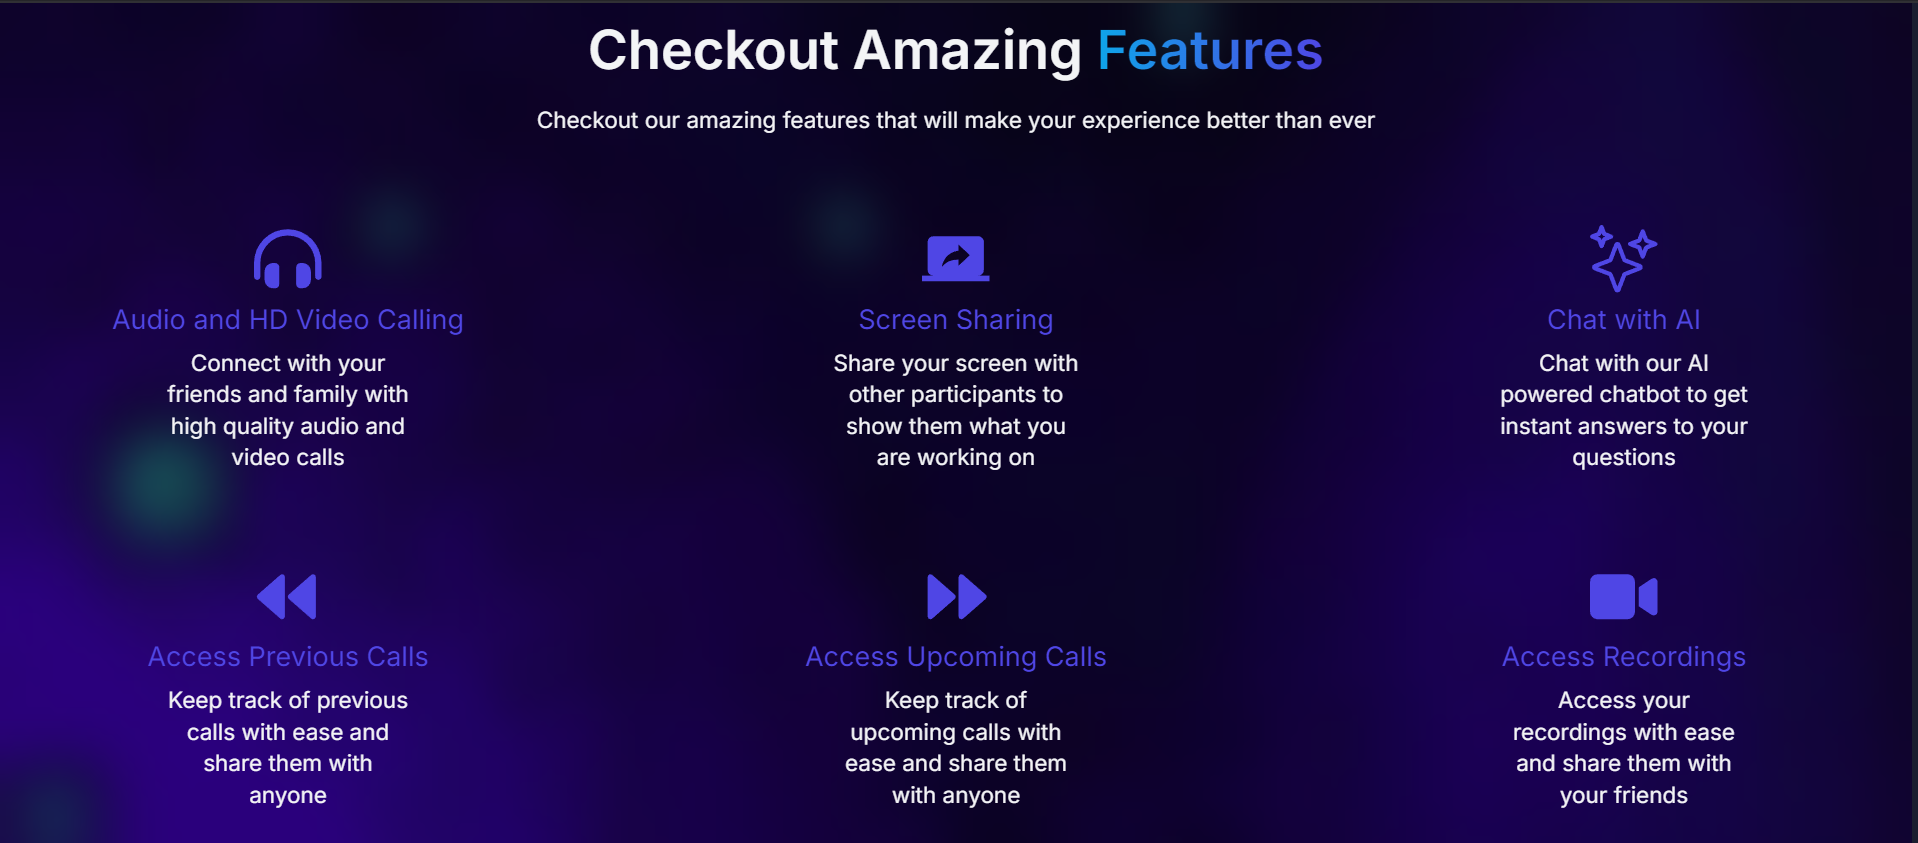 Checkout Amazing Features
Checkout our amazing features that will make your experience better than ever
Audio and HD Video Calling
Connect with your
friends and family with
high quality audio and
video calls
Screen Sharing
Share your screen with
other participants to
show them what you
are working on
Chat with AI
Chat with our AI
powered chatbot to get
instant answers to your
questions
Access Previous Calls
Keep track of previous
calls with ease and
share them with
anyone
Access Upcoming Calls
Keep track of
upcoming calls with
ease and share them
with anyone
Access Recordings
Access your
recordings with ease
and share them with
your friends